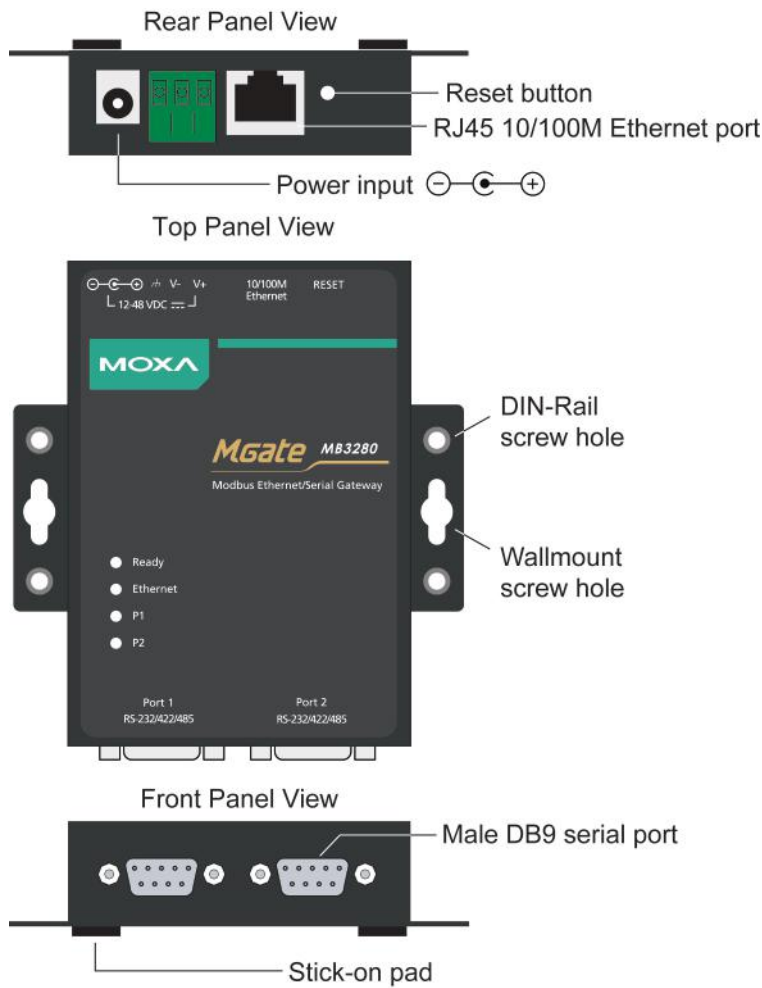 Rear Panel View
Reset button
RJ45 10/100M Ethernet port
Power input
Top Panel View
V- V+ 10/100M Ethernet RESET
12-48 VDC
MOXA
DIN-Rail
screw hole
MGate MB3280
Modbus Ethernet/Serial Gateway
Wallmount
screw hole
Ready
Ethernet
P1
P2
Port 1 Port 2
RS-232/422/485 RS-232/422/485
Front Panel View
Male DB9 serial port
Stick-on pad